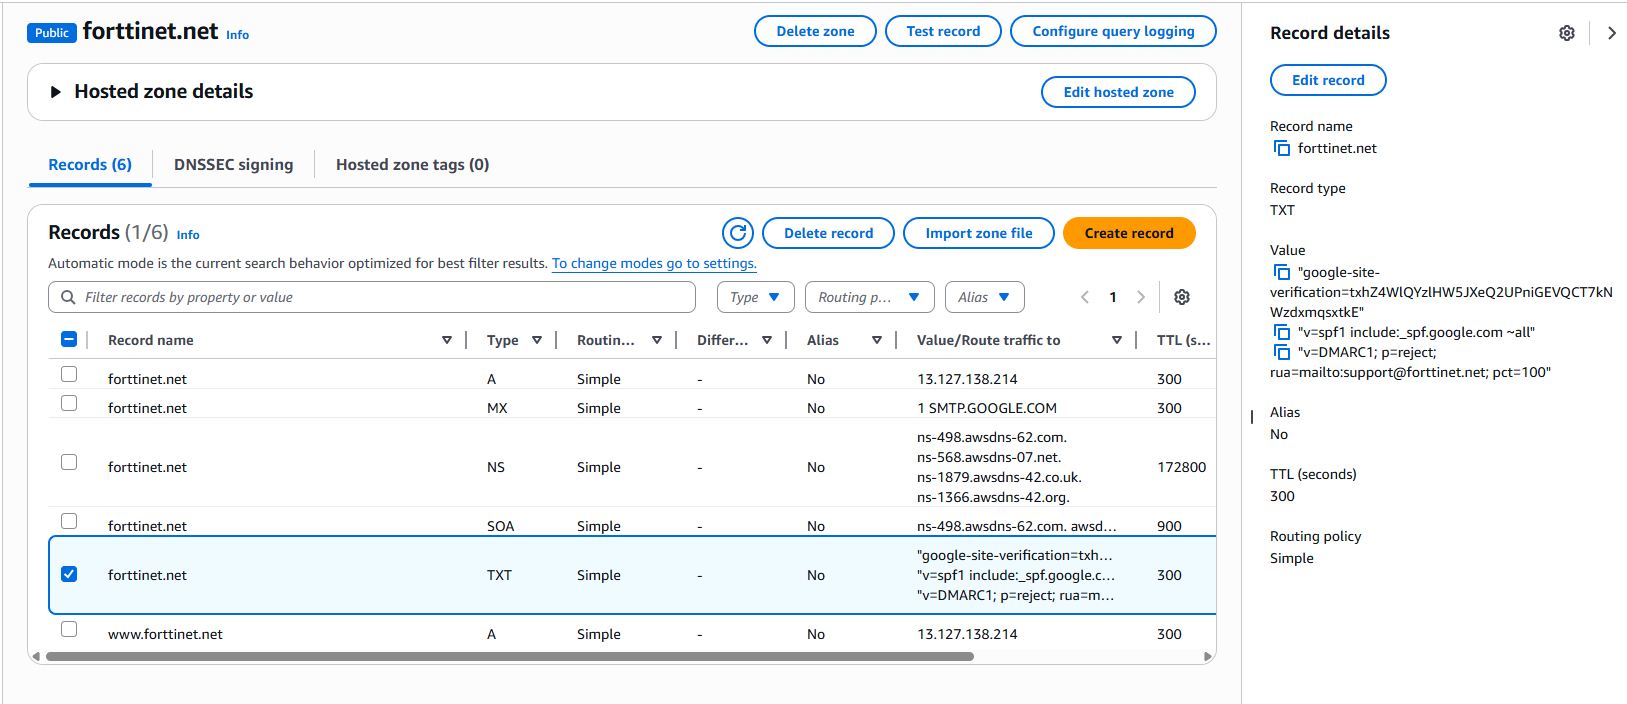 Public forttinet.net Info
Delete zone Test record Configure query logging
Hosted zone details
Edit hosted zone
Records (6) DNSSEC signing Hosted zone tags (0)
Records (1/6) Info
Delete record Import zone file Create record
Automatic mode is the current search behavior optimized for best filter results. To change modes go to settings.
Filter records by property or value Type Routing p... Alias 1
Record name Type Routin... Differ... Alias Value/Route traffic to TTL (s...
forttinet.net A Simple - No 13.127.138.214 300
forttinet.net MX Simple - No 1 SMTP.GOOGLE.COM 300
ns-498.awsdns-62.com.
ns-568.awsdns-07.net.
forttinet.net NS Simple - No 172800
ns-1879.awsdns-42.co.uk.
ns-1366.awsdns-42.org.
forttinet.net SOA Simple - No ns-498.awsdns-62.com. awsd... 900
"google-site-verification=txh...
forttinet.net TXT Simple - No "v=spf1 include:_spf.google.c... 300
"v=DMARC1; p=reject; rua=m...
www.forttinet.net A Simple - No 13.127.138.214 300
Record details
Edit record
Record name
forttinet.net
Record type
TXT
Value
"google-site-
verification=txhZ4WlQYzlHW5JXeQ2UPniGEVQCT7kN
WzdxmqsxtkE"
"v=spf1 include:_spf.google.com ~all"
"v=DMARC1; p=reject;
rua=mailto:support@forttinet.net; pct=100"
Alias
No
TTL (seconds)
300
Routing policy
Simple